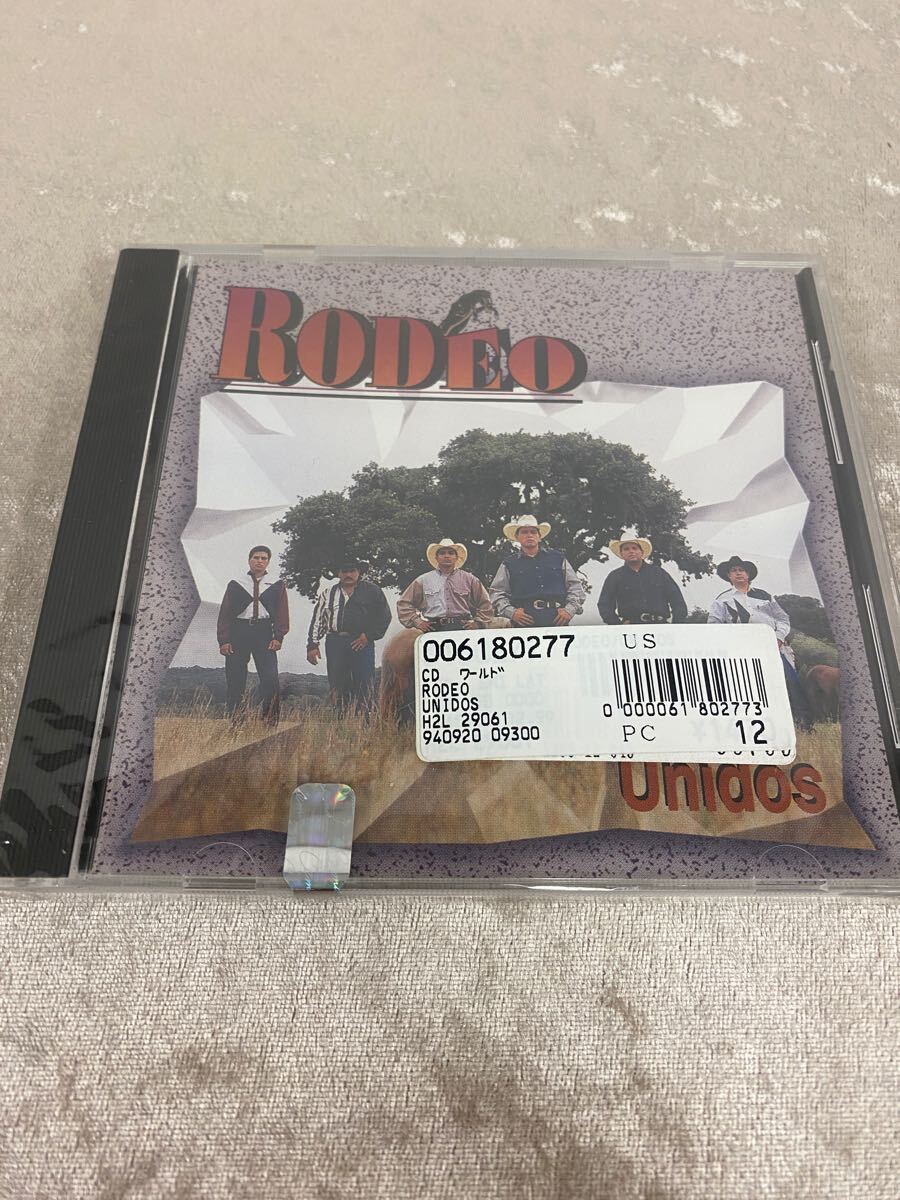 RODEO
006180277 US
CD ワールド
RODEO
UNIDOS
H2L 29061
940920 09300
0 000061 802773
PC 12
Unidos